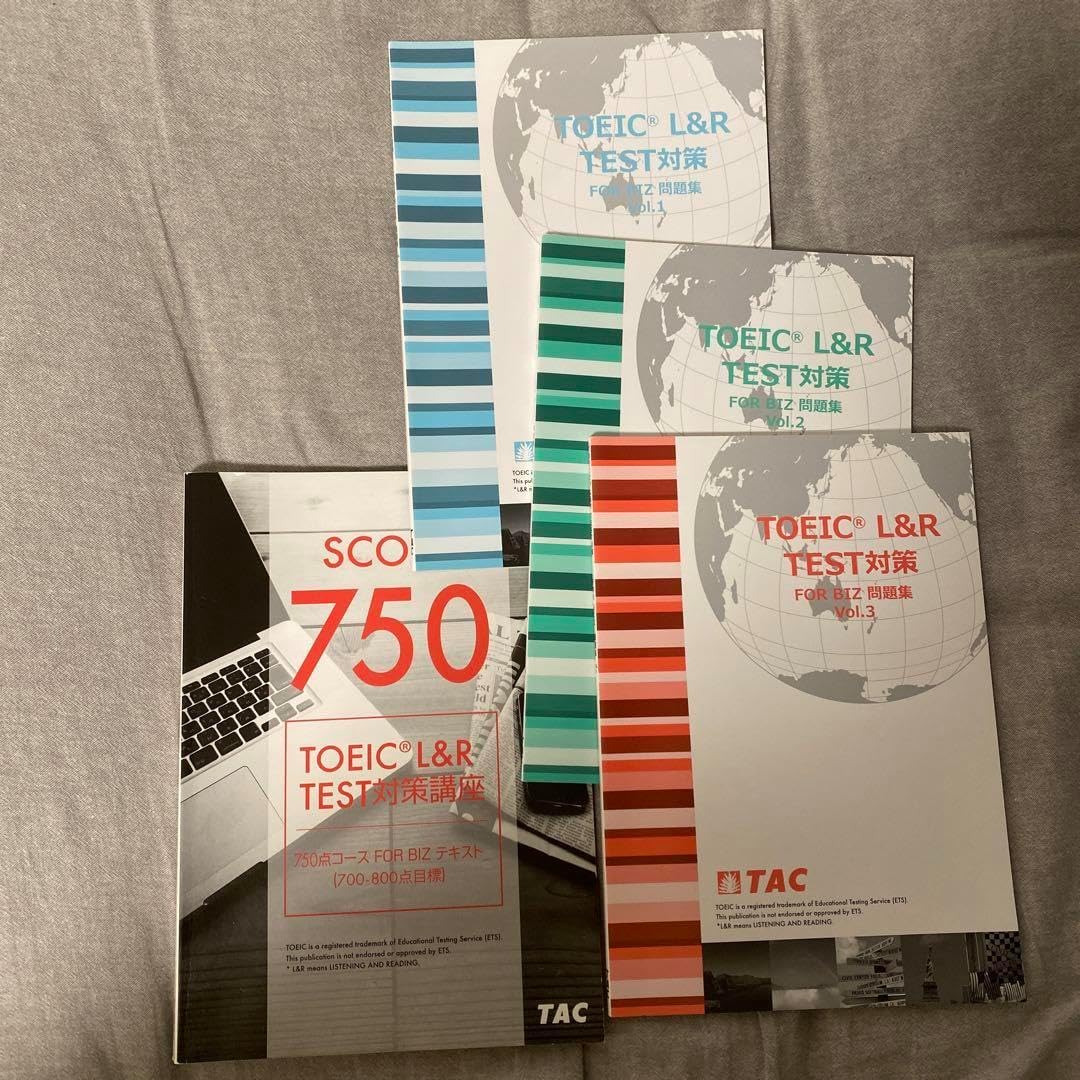 TOEIC® L&R
TEST対策
FOR BIZ 問題集
Vol.1
TOEIC
This
*L&R
TOEIC® L&R
TEST対策
FOR BIZ 問題集
Vol.2
TOEIC® L&R
TEST対策
FOR BIZ 問題集
Vol.3
TAC
TOEIC is a registered trademark of Educational Testing Service (ETS).
This publication is not endorsed or approved by ETS.
*L&R means LISTENING AND READING.
SCO
750
TOEIC® L&R
TEST対策講座
750点コース FOR BIZ テキスト
(700-800点目標)
TOEIC is a registered trademark of Educational Testing Service (ETS).
This publication is not endorsed or approved by ETS.
* L&R means LISTENING AND READING.
TAC